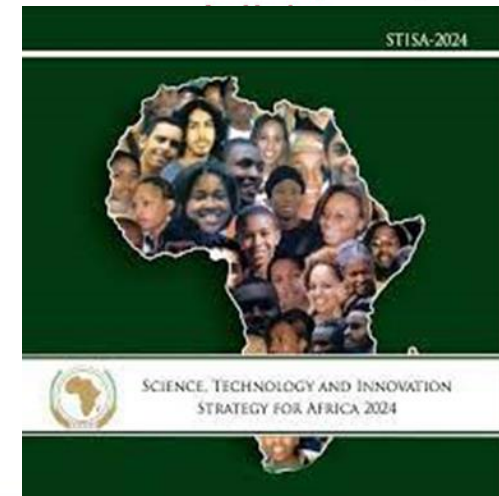 STISA-2024
SCIENCE, TECHNOLOGY AND INNOVATION
STRATEGY FOR AFRICA 2024